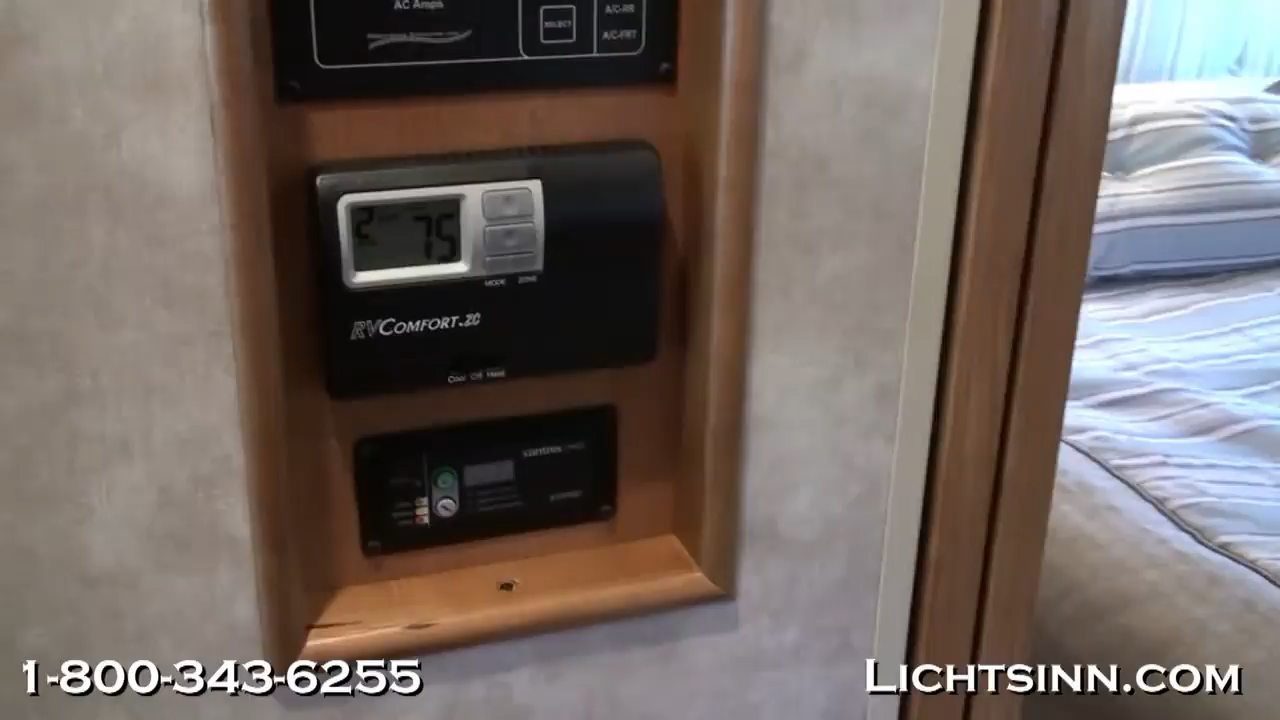 AC Amps
SELECT
A/C-RR
A/C-FRT
2 75
MODE ZONE
RVCOMFORT.ZC
Cool Off Heat
xantrex
1-800-343-6255
LICHTSINN.COM